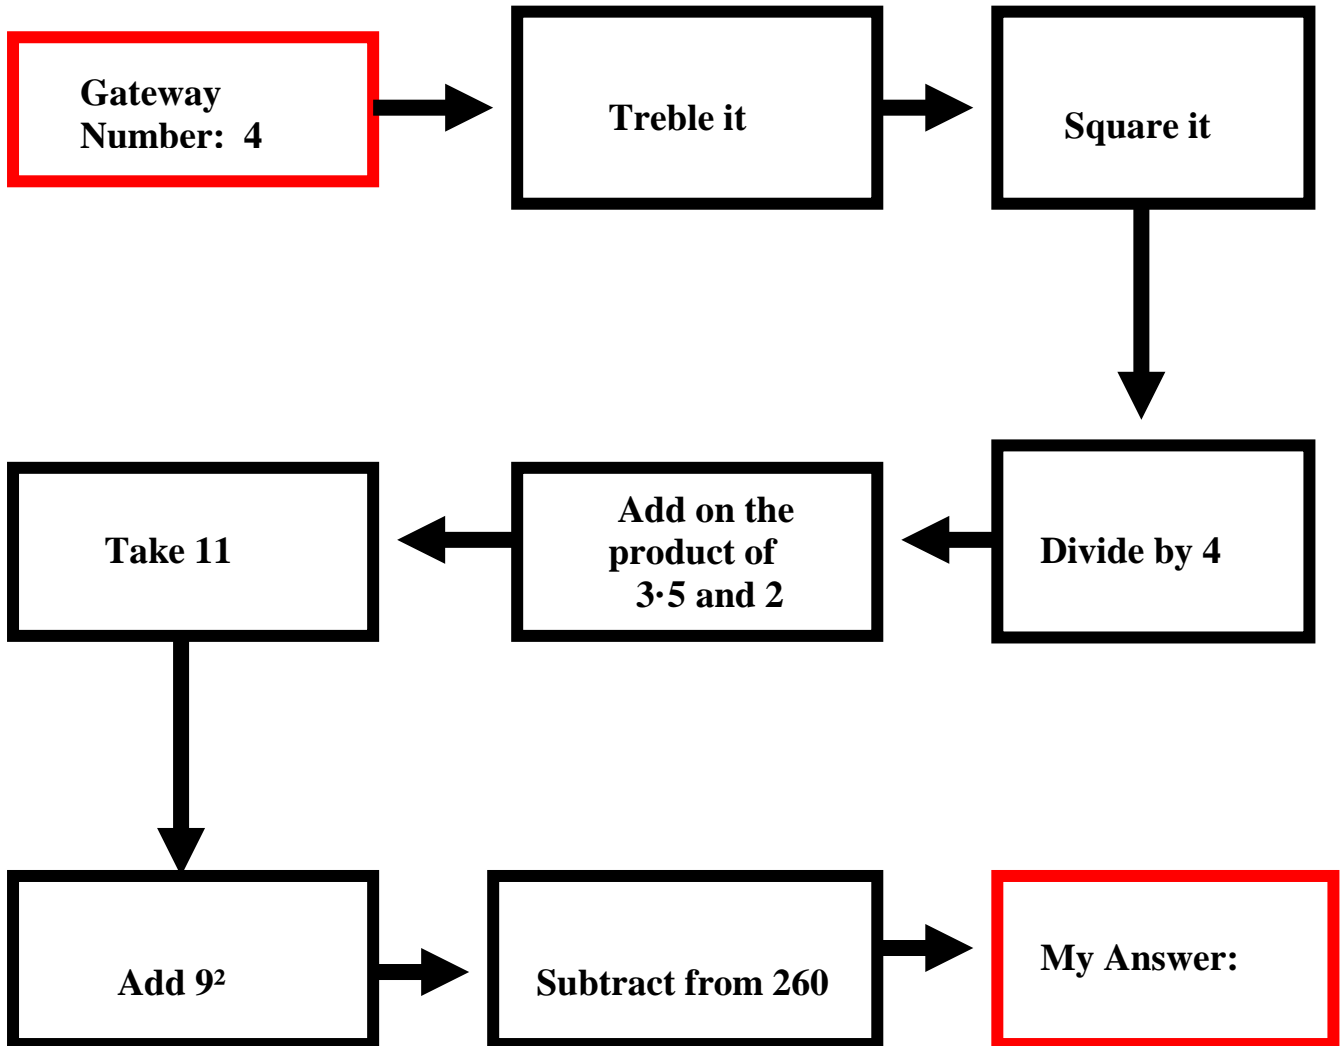 Gateway
Number: 4
Treble it
Square it
Divide by 4
Add on the
product of
3·5 and 2
Take 11
Add 9²
Subtract from 260
My Answer: